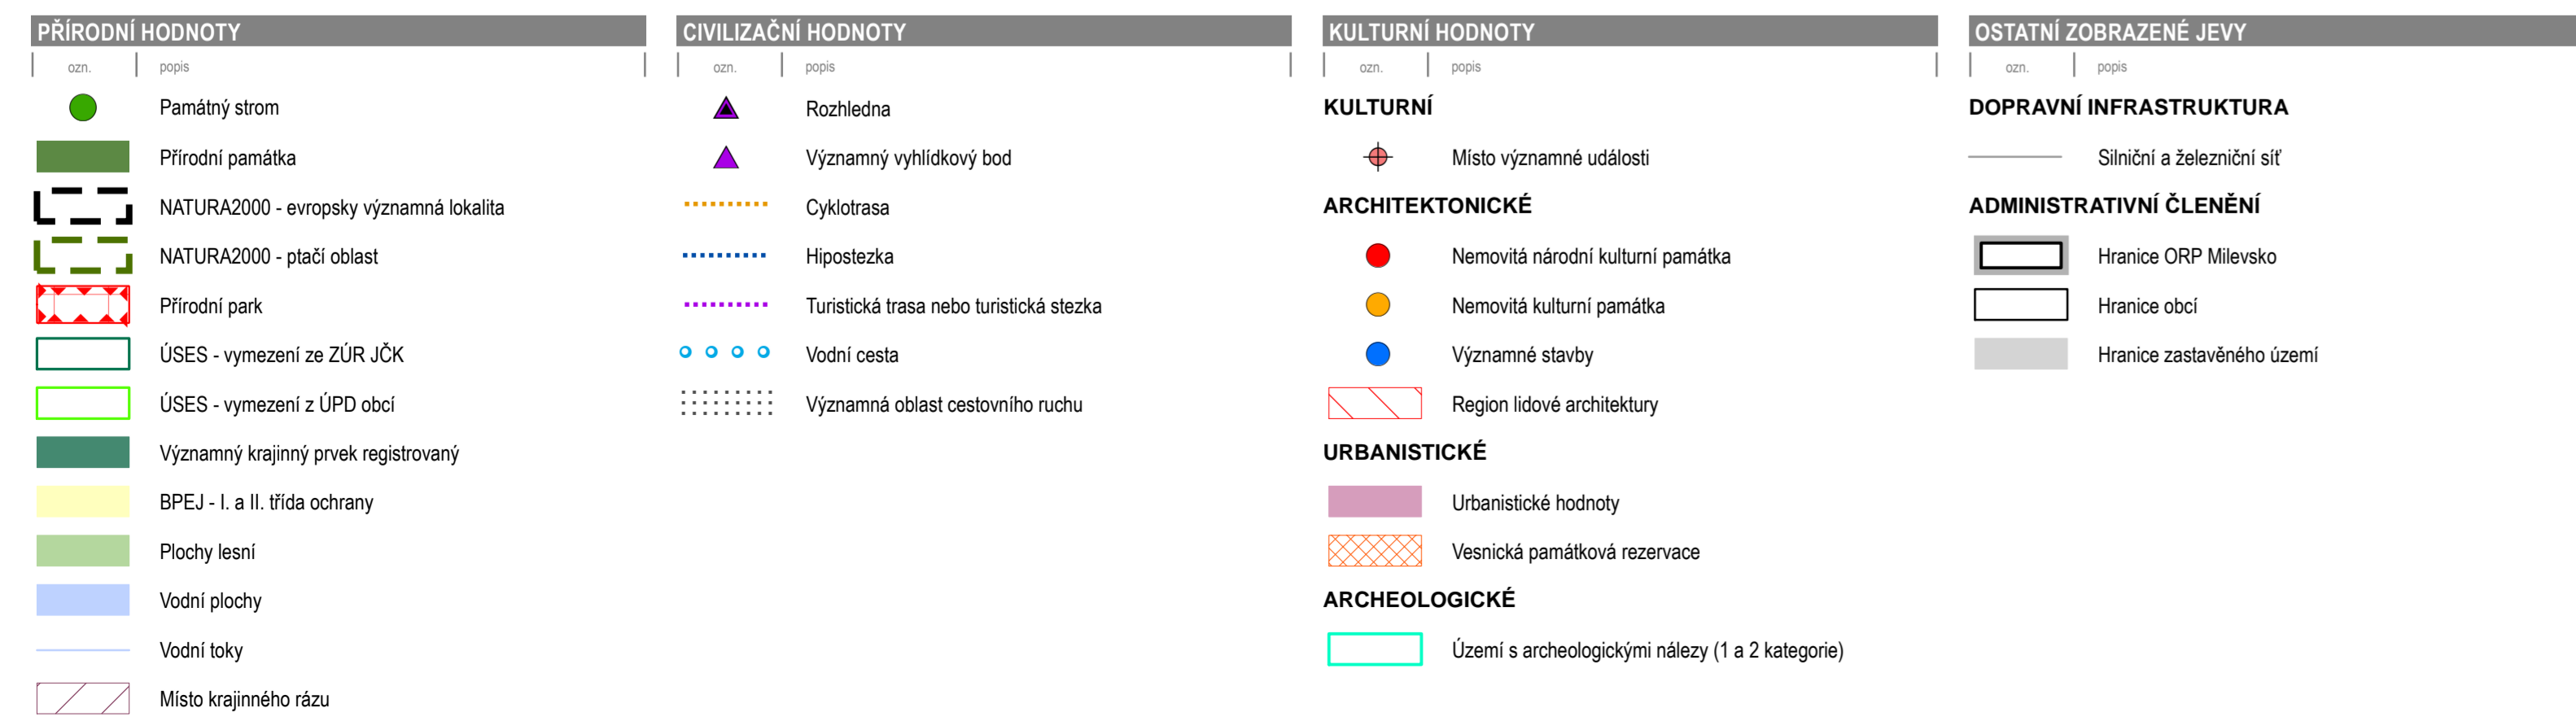 PŘÍRODNÍ HODNOTY
ozn. popis
Památný strom
Přírodní památka
NATURA2000 - evropsky významná lokalita
NATURA2000 - ptačí oblast
Přírodní park
ÚSES - vymezení ze ZÚR JČK
ÚSES - vymezení z ÚPD obcí
Významný krajinný prvek registrovaný
BPEJ - I. a II. třída ochrany
Plochy lesní
Vodní plochy
Vodní toky
Místo krajinného rázu
CIVILIZAČNÍ HODNOTY
ozn. popis
Rozhledna
Významný vyhlídkový bod
Cyklotrasa
Hipostezka
Turistická trasa nebo turistická stezka
Vodní cesta
Významná oblast cestovního ruchu
KULTURNÍ HODNOTY
ozn. popis
KULTURNÍ
Místo významné události
ARCHITEKTONICKÉ
Nemovitá národní kulturní památka
Nemovitá kulturní památka
Významné stavby
Region lidové architektury
URBANISTICKÉ
Urbanistické hodnoty
Vesnická památková rezervace
ARCHEOLOGICKÉ
Území s archeologickými nálezy (1 a 2 kategorie)
OSTATNÍ ZOBRAZENÉ JEVY
ozn. popis
DOPRAVNÍ INFRASTRUKTURA
Silniční a železniční síť
ADMINISTRATIVNÍ ČLENĚNÍ
Hranice ORP Milevsko
Hranice obcí
Hranice zastavěného území